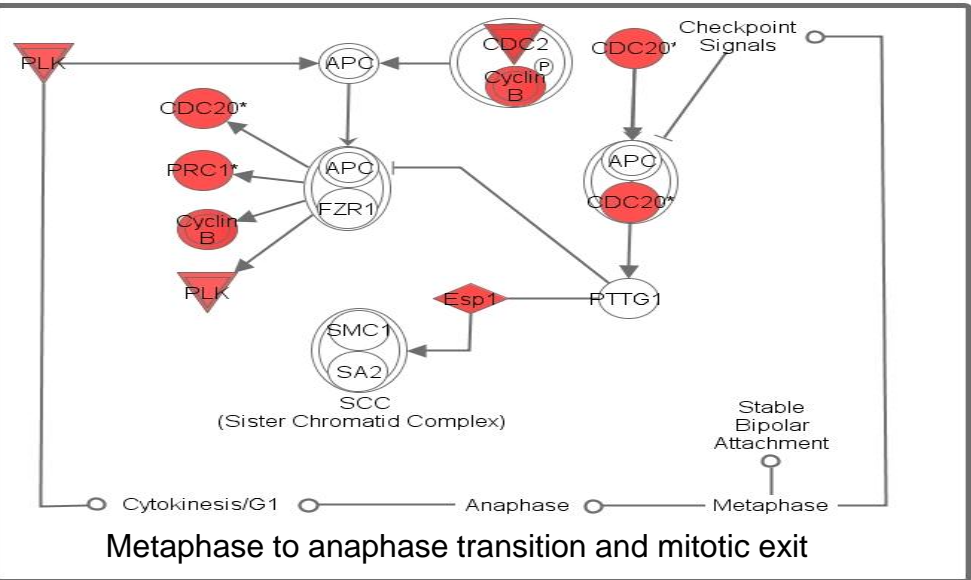 Checkpoint
Signals
CDC2
P
Cyclin
B
CDC20*
PLK
APC
CDC20*
APC
FZR1
PRC1*
Cyclin
B
PLK
APC
CDC20*
Esp1
PTTG1
SMC1
SA2
SCC
(Sister Chromatid Complex)
Stable
Bipolar
Attachment
Cytokinesis/G1
Anaphase
Metaphase
Metaphase to anaphase transition and mitotic exit